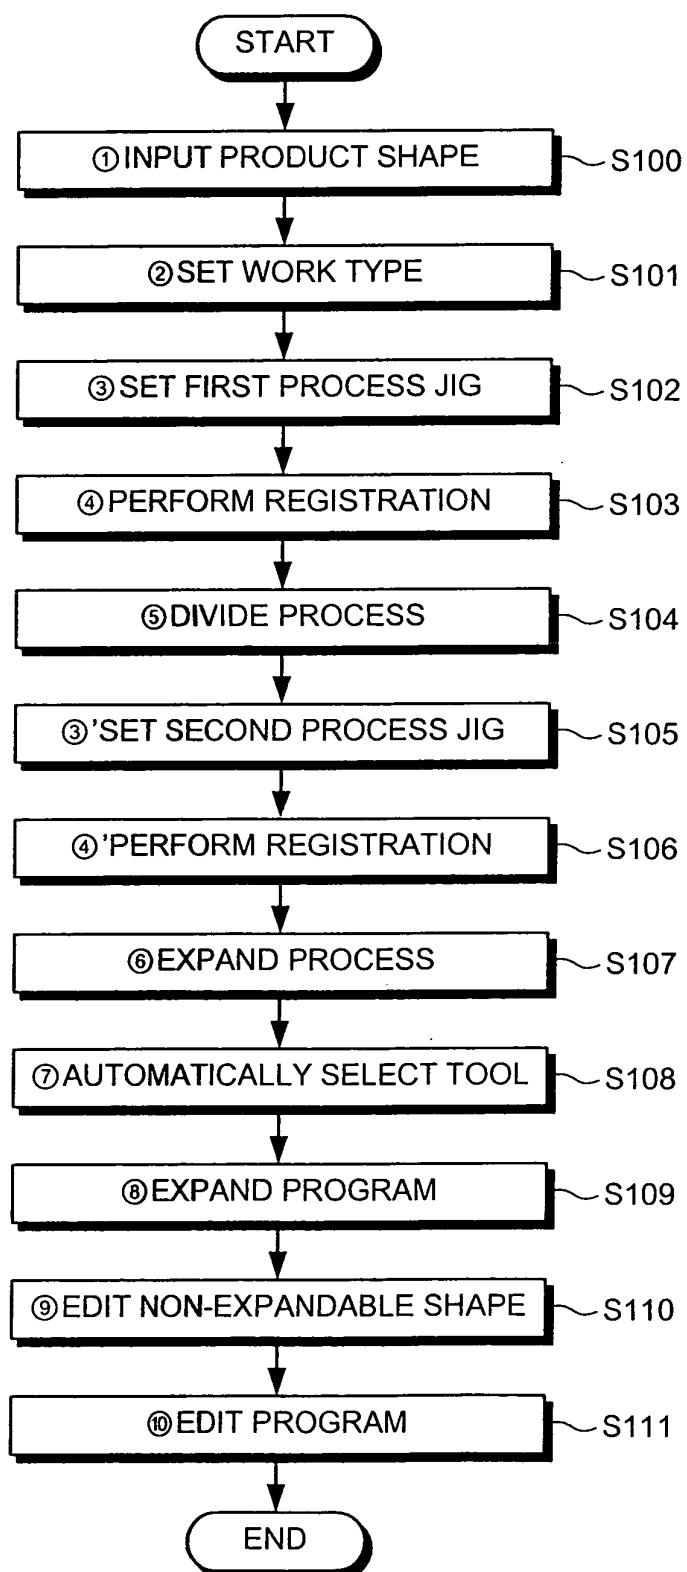 START
①INPUT PRODUCT SHAPE S100
②SET WORK TYPE S101
③SET FIRST PROCESS JIG S102
④PERFORM REGISTRATION S103
⑤DIVIDE PROCESS S104
③'SET SECOND PROCESS JIG S105
④'PERFORM REGISTRATION S106
⑥EXPAND PROCESS S107
⑦AUTOMATICALLY SELECT TOOL S108
⑧EXPAND PROGRAM S109
⑨EDIT NON-EXPANDABLE SHAPE S110
⑩EDIT PROGRAM S111
END